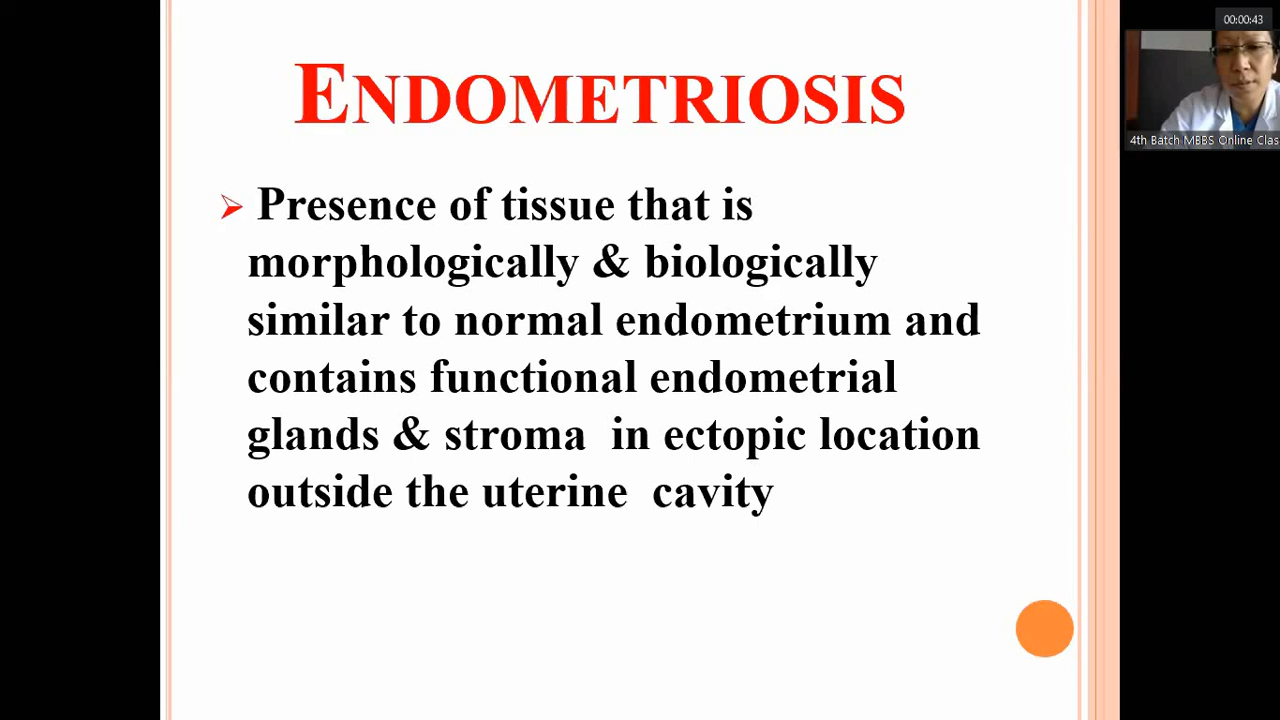 00:00:43
ENDOMETRIOSIS
4th Batch MBBS Online Clas
➢ Presence of tissue that is
morphologically & biologically
similar to normal endometrium and
contains functional endometrial
glands & stroma in ectopic location
outside the uterine cavity